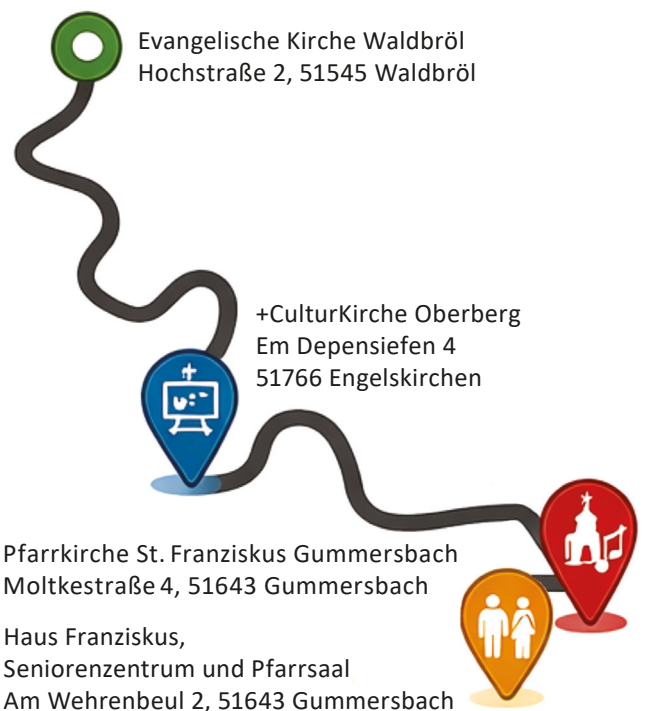 Evangelische Kirche Waldbröl
Hochstraße 2, 51545 Waldbröl
+CulturKirche Oberberg
Em Depensiefen 4
51766 Engelskirchen
Pfarrkirche St. Franziskus Gummersbach
Moltkestraße 4, 51643 Gummersbach
Haus Franziskus,
Seniorenzentrum und Pfarrsaal
Am Wehrenbeul 2, 51643 Gummersbach